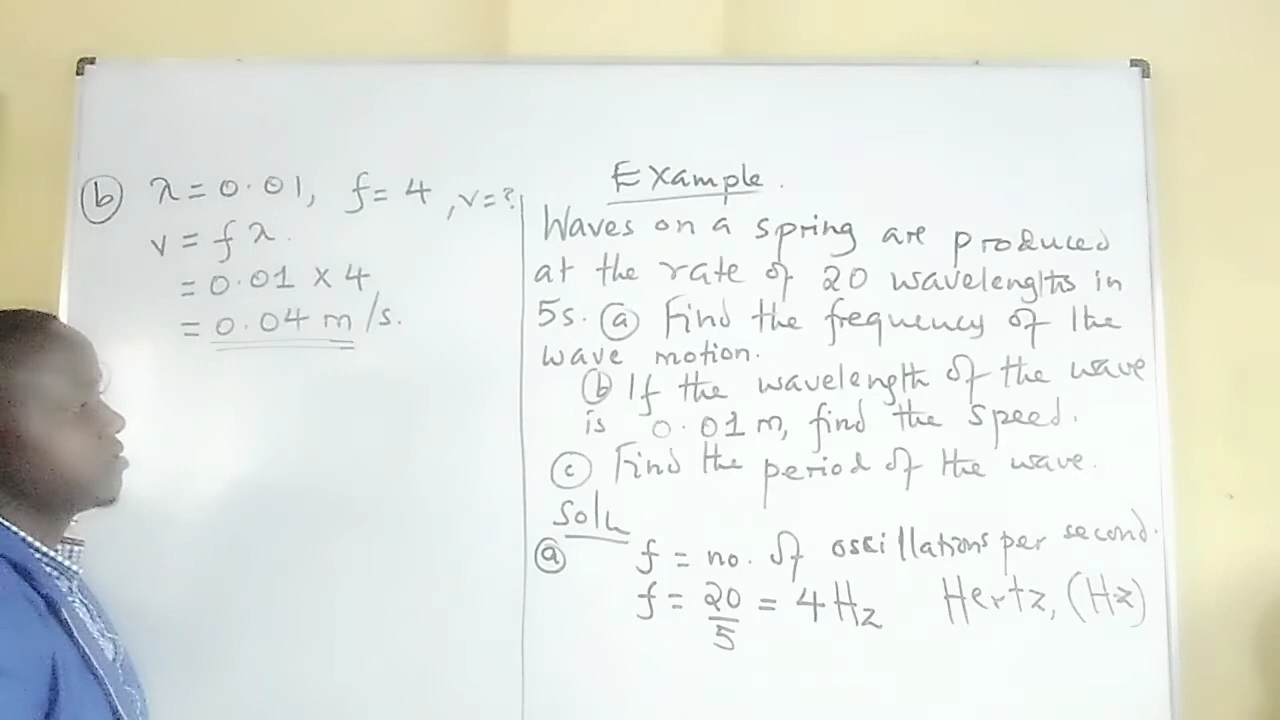 Example.
Waves on a spring are produced
at the rate of 20 wavelengths in
5s. (a) Find the frequency of the
wave motion.
(b) If the wavelength of the wave
is 0.01 m, find the speed.
(c) Find the period of the wave.
Soln
(a) f = no. of oscillations per second.
f = 20/5 = 4 Hz Hertz, (Hz)
(b) λ = 0.01, f = 4, v = ?
v = f λ.
= 0.01 × 4
= 0.04 m/s.